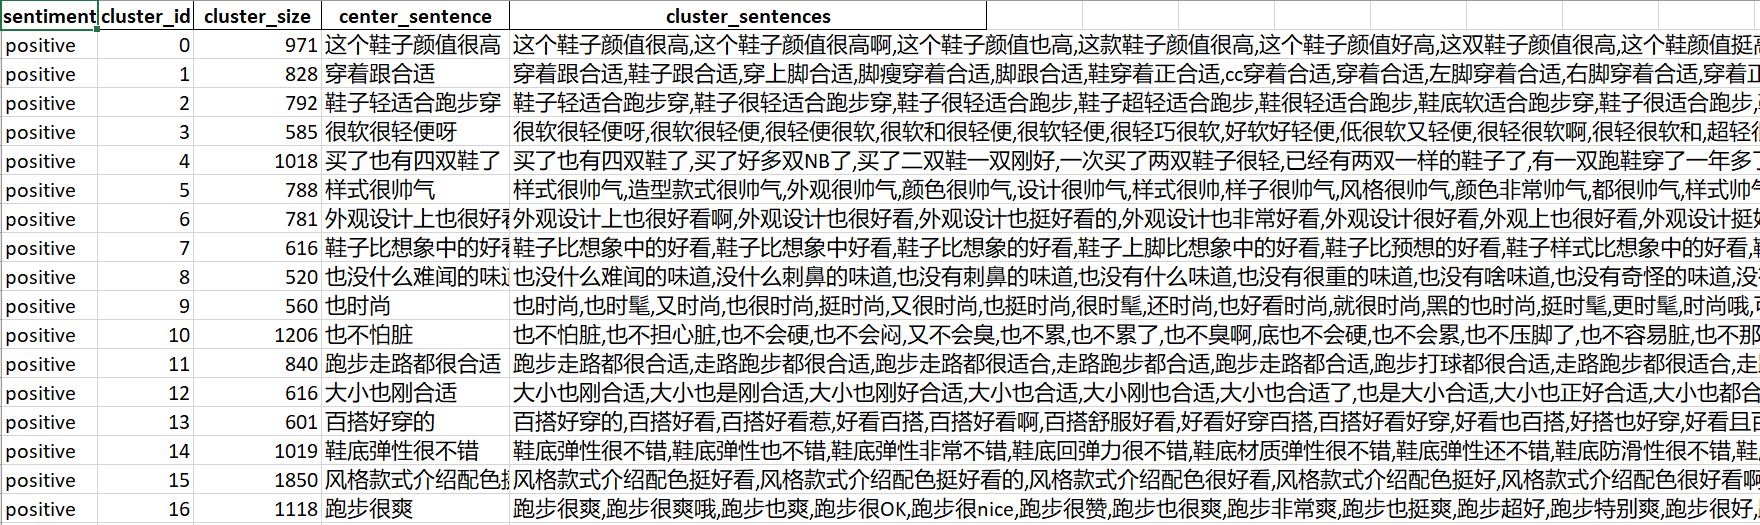 sentiment cluster_id cluster_size center_sentence cluster_sentences
positive 0 971 这个鞋子颜值很高 这个鞋子颜值很高,这个鞋子颜值很高啊,这个鞋子颜值也高,这款鞋子颜值很高,这个鞋子颜值好高,这双鞋子颜值很高,这个鞋颜值挺高
positive 1 828 穿着跟合适 穿着跟合适,鞋子跟合适,穿上脚合适,脚瘦穿着合适,脚跟合适,鞋穿着正合适,cc穿着合适,穿着合适,左脚穿着合适,右脚穿着合适,穿着正
positive 2 792 鞋子轻适合跑步穿 鞋子轻适合跑步穿,鞋子很轻适合跑步穿,鞋子很轻适合跑步,鞋子超轻适合跑步,鞋很轻适合跑步,鞋底软适合跑步穿,鞋子很适合跑步,
positive 3 585 很软很轻便呀 很软很轻便呀,很软很轻便,很轻便很软,很软和很轻便,很软轻便,很轻巧很软,好软好轻便,低很软又轻便,很轻很软啊,很轻很软和,超轻很
positive 4 1018 买了也有四双鞋了 买了也有四双鞋了,买了好多双NB了,买了二双鞋一双刚好,一次买了两双鞋子很轻,已经有两双一样的鞋子了,有一双跑鞋穿了一年多了
positive 5 788 样式很帅气 样式很帅气,造型款式很帅气,外观很帅气,颜色很帅气,设计很帅气,样式很帅,样子很帅气,风格很帅气,颜色非常帅气,都很帅气,样式帅气
positive 6 781 外观设计上也很好看 外观设计上也很好看啊,外观设计也很好看,外观设计也挺好看的,外观设计也非常好看,外观设计很好看,外观上也很好看,外观设计挺好
positive 7 616 鞋子比想象中的好看 鞋子比想象中的好看,鞋子比想象中好看,鞋子比想象的好看,鞋子上脚比想象中的好看,鞋子比预想的好看,鞋子样式比想象中的好看,
positive 8 520 也没什么难闻的味道 也没什么难闻的味道,没什么刺鼻的味道,也没有刺鼻的味道,也没有什么味道,也没有很重的味道,也没有啥味道,也没有奇怪的味道,没
positive 9 560 也时尚 也时尚,也时髦,又时尚,也很时尚,挺时尚,又很时尚,也挺时尚,很时髦,还时尚,也好看时尚,就很时尚,黑的也时尚,挺时髦,更时髦,时尚哦,
positive 10 1206 也不怕脏 也不怕脏,也不担心脏,也不会硬,也不会闷,又不会臭,也不累,也不累了,也不臭啊,底也不会硬,也不会累,也不压脚了,也不容易脏,也不那
positive 11 840 跑步走路都很合适 跑步走路都很合适,走路跑步都很合适,跑步走路都很适合,走路跑步都合适,跑步走路都合适,跑步打球都很合适,走路跑步都很适合,走
positive 12 616 大小也刚合适 大小也刚合适,大小也是刚合适,大小也刚好合适,大小也合适,大小刚也合适,大小也合适了,也是大小合适,大小也正好合适,大小也都合
positive 13 601 百搭好穿的 百搭好穿的,百搭好看,百搭好看惹,好看百搭,百搭好看啊,百搭舒服好看,好看好穿百搭,百搭好看好穿,好看也百搭,好搭也好穿,好看且百
positive 14 1019 鞋底弹性很不错 鞋底弹性很不错,鞋底弹性也不错,鞋底弹性非常不错,鞋底回弹力很不错,鞋底材质弹性很不错,鞋底弹性还不错,鞋底防滑性很不错,鞋
positive 15 1850 风格款式介绍配色挺 风格款式介绍配色挺好看,风格款式介绍配色挺好看的,风格款式介绍配色很好看,风格款式介绍配色挺好,风格款式介绍配色很好看啊
positive 16 1118 跑步很爽 跑步很爽,跑步很爽哦,跑步也爽,跑步很OK,跑步很nice,跑步很赞,跑步也很爽,跑步非常爽,跑步也挺爽,跑步超好,跑步特别爽,跑步很好,